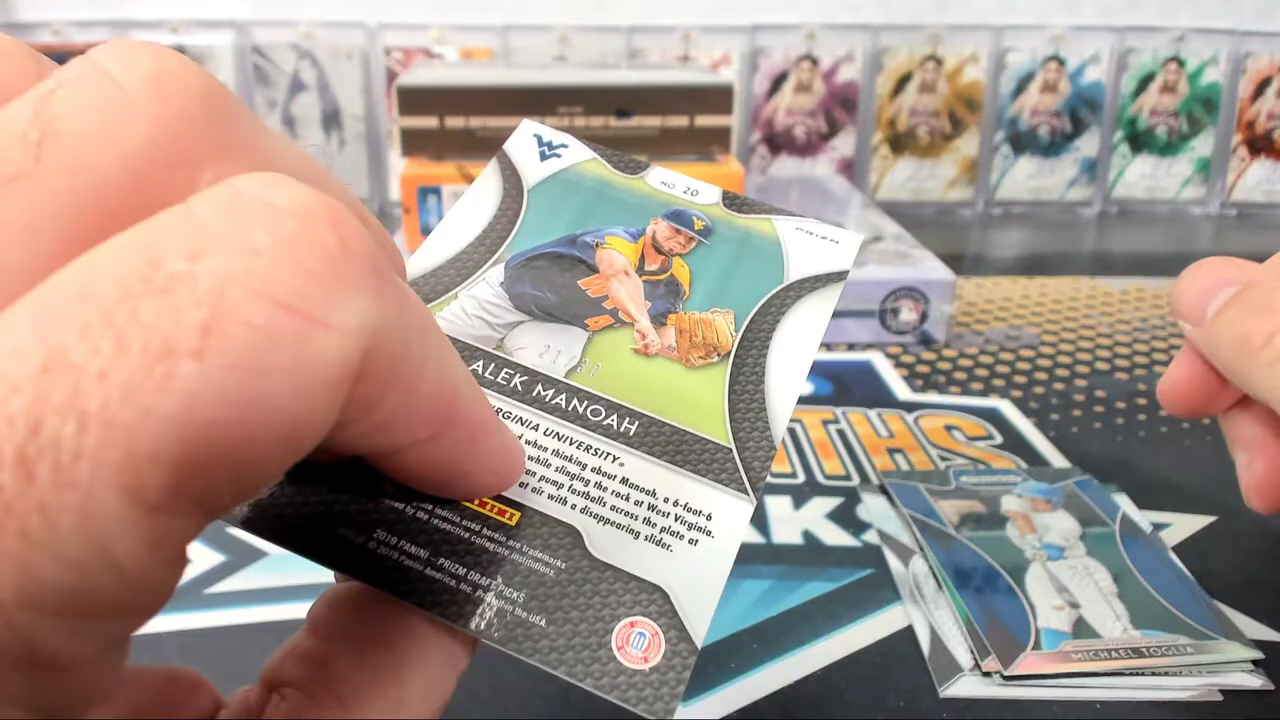 NO 20
PRIZM
21/30
ALEK MANOAH
VIRGINIA UNIVERSITY®
when thinking about Manoah, a 6-foot-6
while slinging the rock at West Virginia.
can pump fastballs across the plate at
at air with a disappearing slider.
PANINI
indicia used herein are trademarks
by the respective collegiate institutions.
2019 PANINI – PRIZM DRAFT PICKS
© 2019 Panini America, Inc. Printed in the USA.
MICHAEL TOGLIA